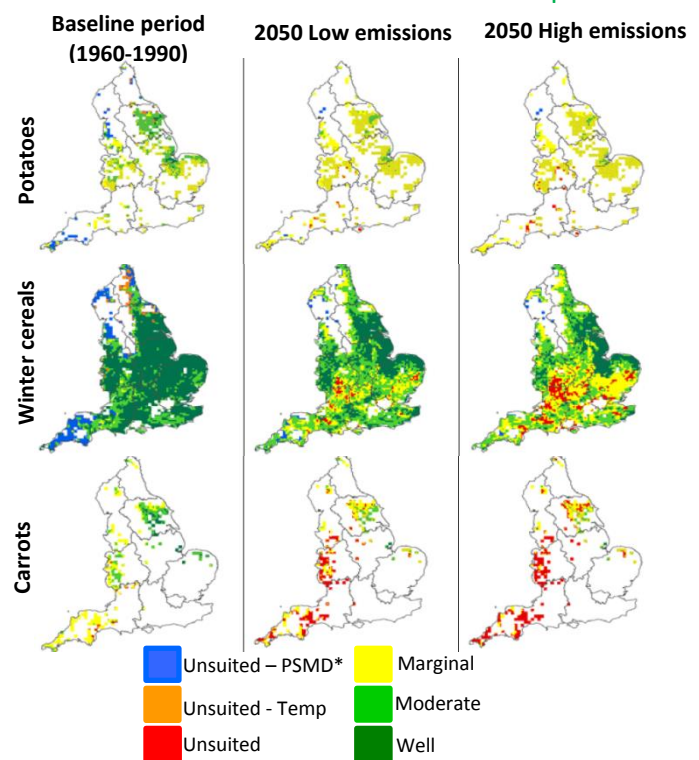 Baseline period
(1960-1990)
2050 Low emissions
2050 High emissions
Potatoes
Winter cereals
Carrots
Unsuited – PSMD*
Marginal
Unsuited - Temp
Moderate
Unsuited
Well